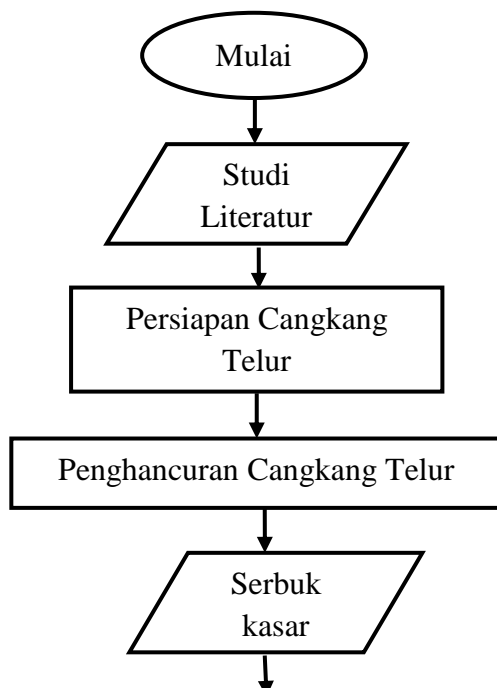 Mulai
Studi
Literatur
Persiapan Cangkang
Telur
Penghancuran Cangkang Telur
Serbuk
kasar